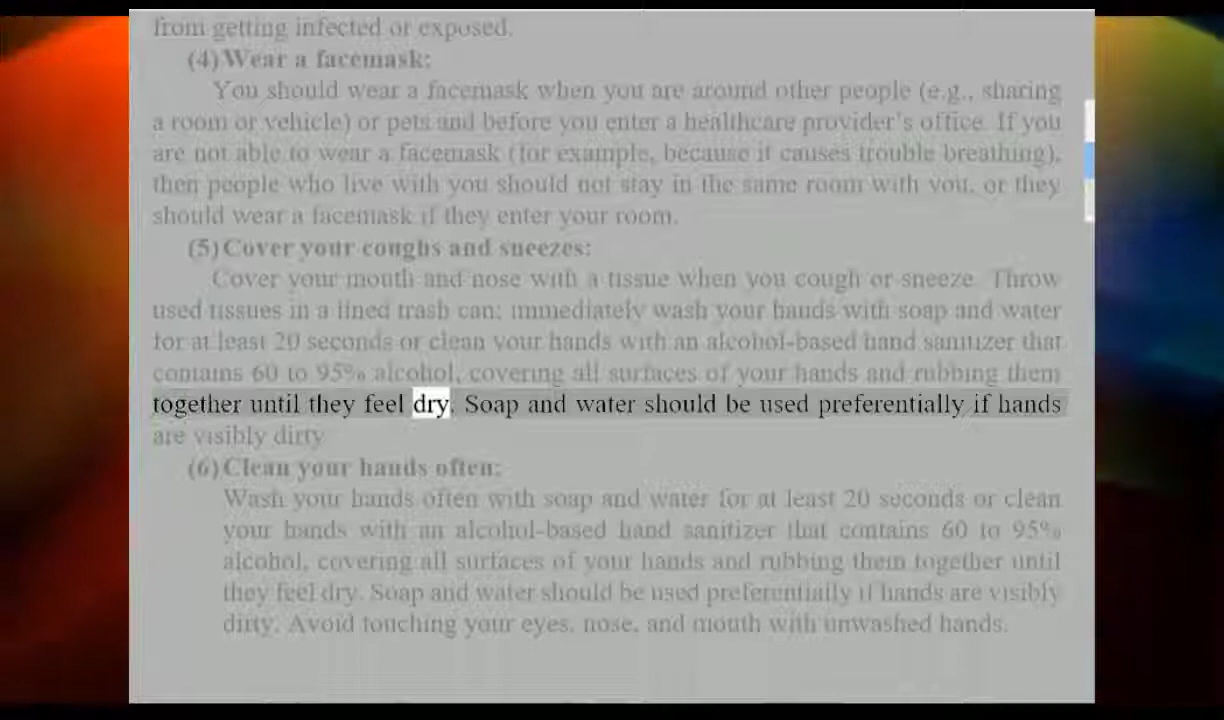 from getting infected or exposed.
(4) Wear a facemask:
You should wear a facemask when you are around other people (e.g., sharing
a room or vehicle) or pets and before you enter a healthcare provider's office. If you
are not able to wear a facemask (for example, because it causes trouble breathing),
then people who live with you should not stay in the same room with you, or they
should wear a facemask if they enter your room.
(5) Cover your coughs and sneezes:
Cover your mouth and nose with a tissue when you cough or sneeze. Throw
used tissues in a lined trash can; immediately wash your hands with soap and water
for at least 20 seconds or clean your hands with an alcohol-based hand sanitizer that
contains 60 to 95% alcohol, covering all surfaces of your hands and rubbing them
together until they feel dry. Soap and water should be used preferentially if hands
are visibly dirty
(6) Clean your hands often:
Wash your hands often with soap and water for at least 20 seconds or clean
your hands with an alcohol-based hand sanitizer that contains 60 to 95%
alcohol, covering all surfaces of your hands and rubbing them together until
they feel dry. Soap and water should be used preferentially if hands are visibly
dirty. Avoid touching your eyes, nose, and mouth with unwashed hands.